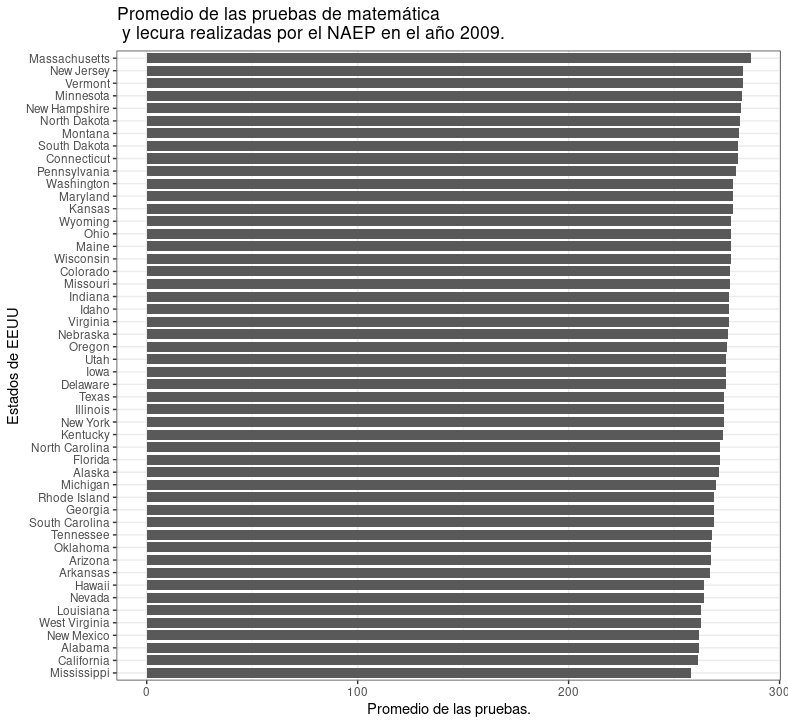 Promedio de las pruebas de matemática
y lecura realizadas por el NAEP en el año 2009.
Estados de EEUU
Massachusetts
New Jersey
Vermont
Minnesota
New Hampshire
North Dakota
Montana
South Dakota
Connecticut
Pennsylvania
Washington
Maryland
Kansas
Wyoming
Ohio
Maine
Wisconsin
Colorado
Missouri
Indiana
Idaho
Virginia
Nebraska
Oregon
Utah
Iowa
Delaware
Texas
Illinois
New York
Kentucky
North Carolina
Florida
Alaska
Michigan
Rhode Island
Georgia
South Carolina
Tennessee
Oklahoma
Arizona
Arkansas
Hawaii
Nevada
Louisiana
West Virginia
New Mexico
Alabama
California
Mississippi
0 100 200 300
Promedio de las pruebas.